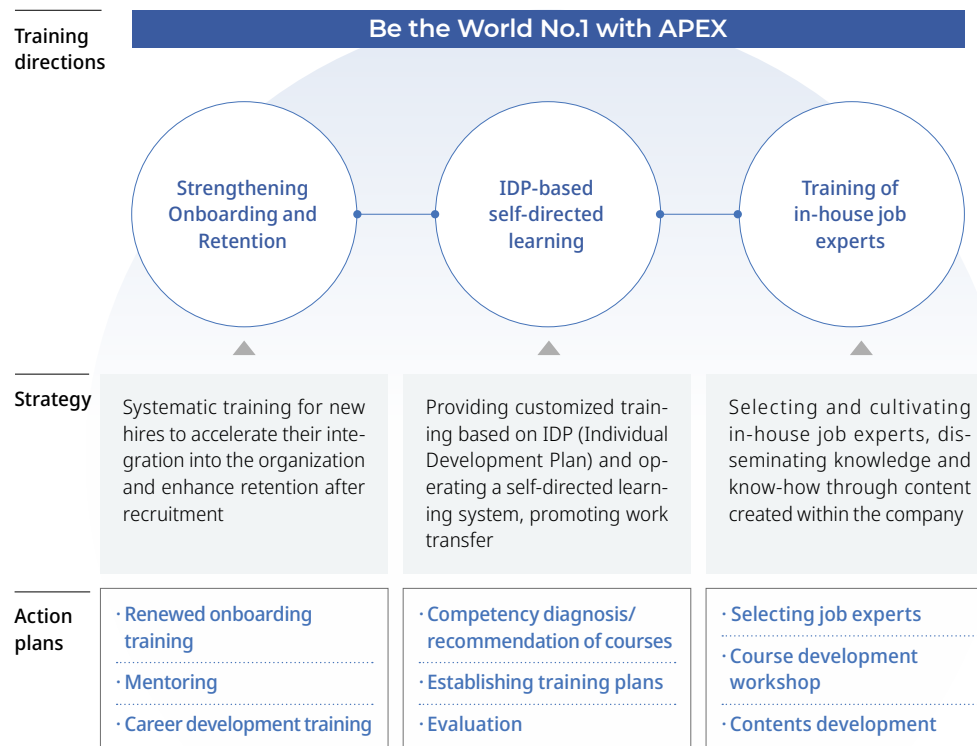 Training
directions
Be the World No.1 with APEX
Strengthening
Onboarding and
Retention
IDP-based
self-directed
learning
Training of
in-house job
experts
Strategy
Systematic training for new
hires to accelerate their inte-
gration into the organization
and enhance retention after
recruitment
Providing customized train-
ing based on IDP (Individual
Development Plan) and op-
erating a self-directed learn-
ing system, promoting work
transfer
Selecting and cultivating
in-house job experts, dis-
seminating knowledge and
know-how through content
created within the company
Action
plans
· Renewed onboarding
training
· Mentoring
· Career development training
· Competency diagnosis/
recommendation of courses
· Establishing training plans
· Evaluation
· Selecting job experts
· Course development
workshop
· Contents development